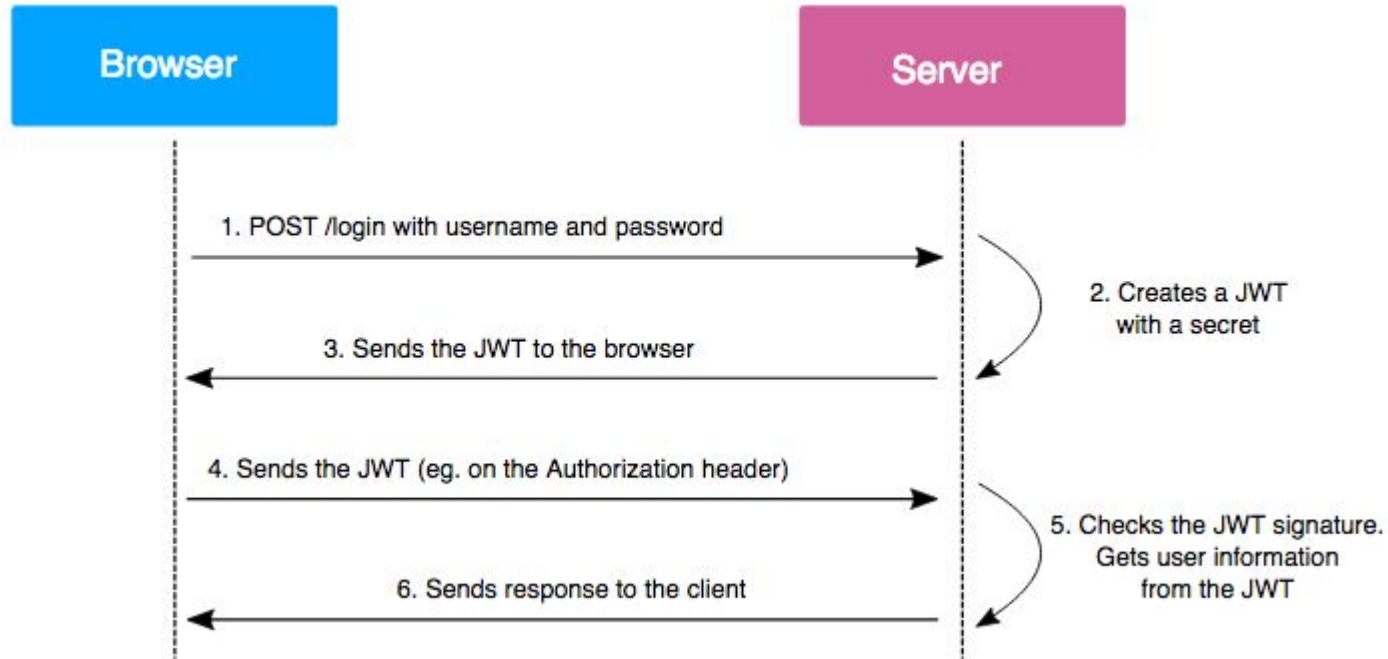 Browser
Server
1. POST /login with username and password
2. Creates a JWT
with a secret
3. Sends the JWT to the browser
4. Sends the JWT (eg. on the Authorization header)
5. Checks the JWT signature.
Gets user information
from the JWT
6. Sends response to the client